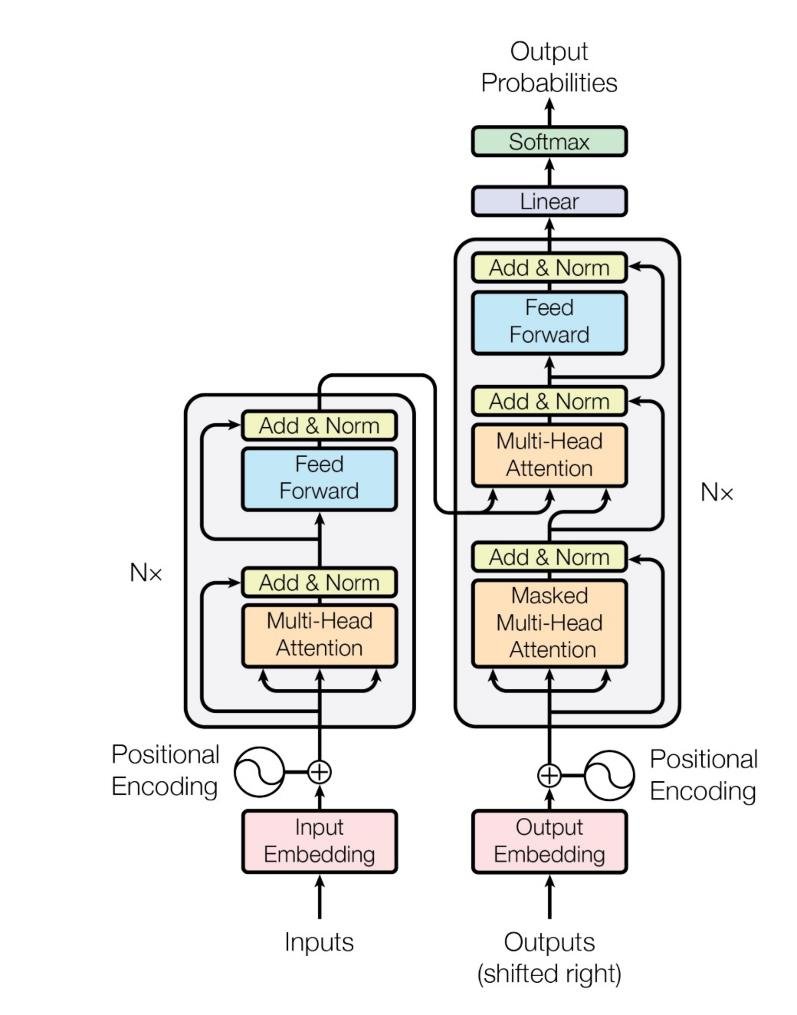 Output
Probabilities
Softmax
Linear
Add & Norm
Feed
Forward
Add & Norm
Multi-Head
Attention
Nx
Add & Norm
Masked
Multi-Head
Attention
Add & Norm
Feed
Forward
Nx
Add & Norm
Multi-Head
Attention
Positional
Encoding
Positional
Encoding
Input
Embedding
Output
Embedding
Inputs
Outputs
(shifted right)